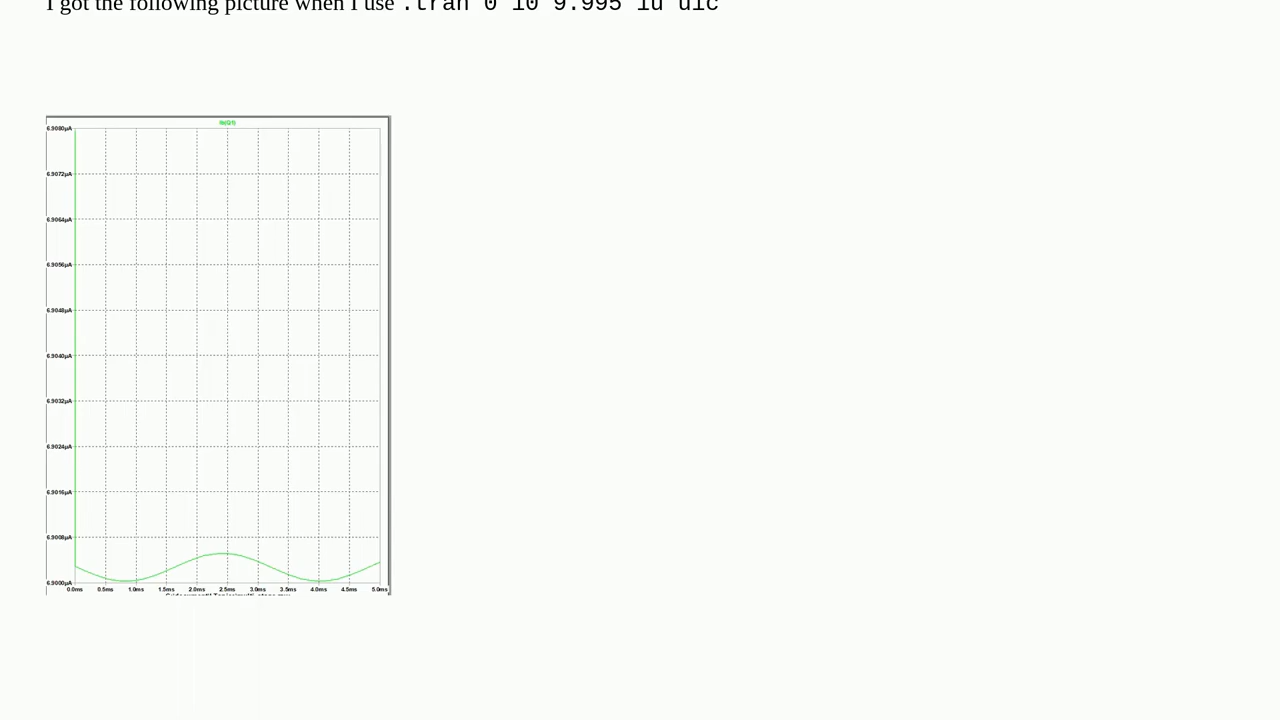 I got the following picture when I use .tran 0 10 9.995 1u uic
Ib(Q1)
6.9080µA
6.9072µA
6.9064µA
6.9056µA
6.9048µA
6.9040µA
6.9032µA
6.9024µA
6.9016µA
6.9008µA
6.9000µA
0.0ms 0.5ms 1.0ms 1.5ms 2.0ms 2.5ms 3.0ms 3.5ms 4.0ms 4.5ms 5.0ms